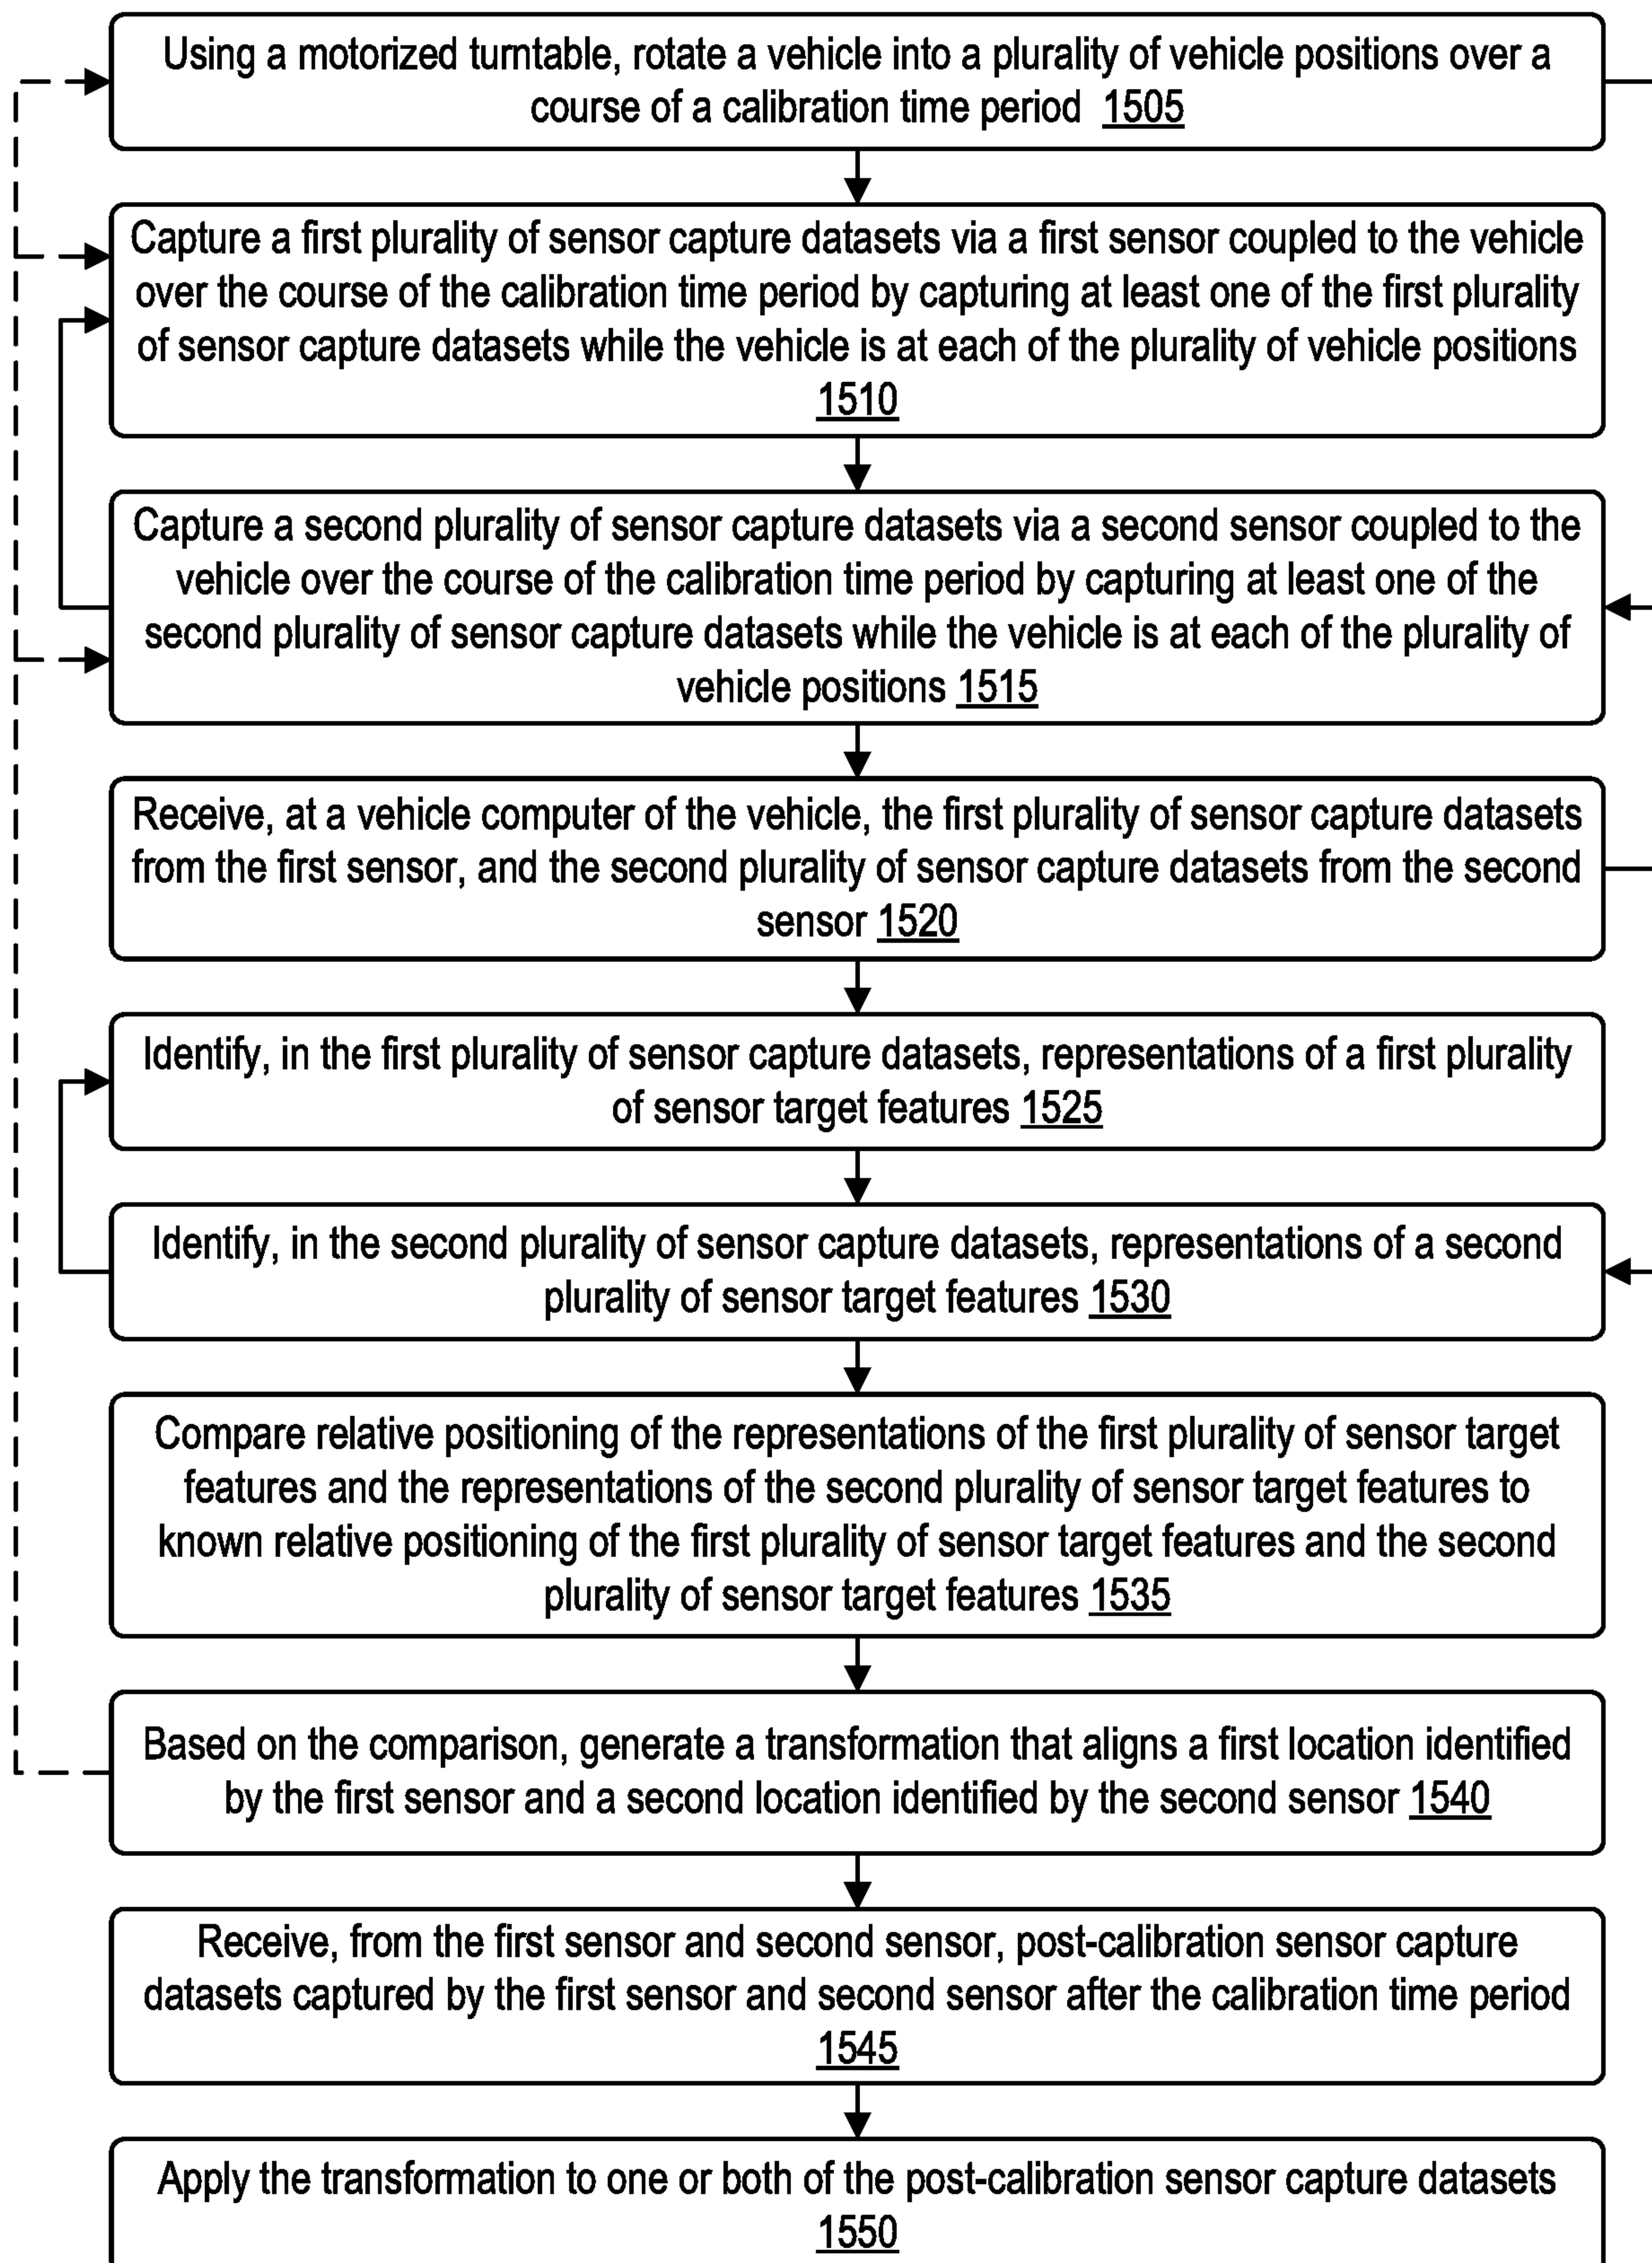 Using a motorized turntable, rotate a vehicle into a plurality of vehicle positions over a
course of a calibration time period 1505
Capture a first plurality of sensor capture datasets via a first sensor coupled to the vehicle
over the course of the calibration time period by capturing at least one of the first plurality
of sensor capture datasets while the vehicle is at each of the plurality of vehicle positions
1510
Capture a second plurality of sensor capture datasets via a second sensor coupled to the
vehicle over the course of the calibration time period by capturing at least one of the
second plurality of sensor capture datasets while the vehicle is at each of the plurality of
vehicle positions 1515
Receive, at a vehicle computer of the vehicle, the first plurality of sensor capture datasets
from the first sensor, and the second plurality of sensor capture datasets from the second
sensor 1520
Identify, in the first plurality of sensor capture datasets, representations of a first plurality
of sensor target features 1525
Identify, in the second plurality of sensor capture datasets, representations of a second
plurality of sensor target features 1530
Compare relative positioning of the representations of the first plurality of sensor target
features and the representations of the second plurality of sensor target features to
known relative positioning of the first plurality of sensor target features and the second
plurality of sensor target features 1535
Based on the comparison, generate a transformation that aligns a first location identified
by the first sensor and a second location identified by the second sensor 1540
Receive, from the first sensor and second sensor, post-calibration sensor capture
datasets captured by the first sensor and second sensor after the calibration time period
1545
Apply the transformation to one or both of the post-calibration sensor capture datasets
1550